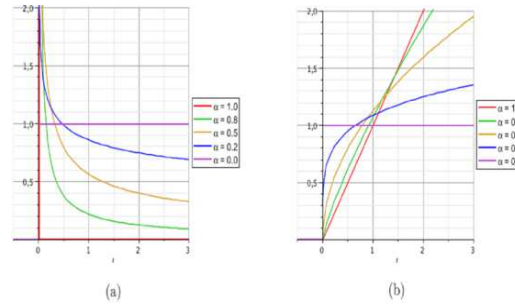 2,0
1,5
1,0
0,5
0
1
2
3
t
α = 1.0
α = 0.8
α = 0.5
α = 0.2
α = 0.0
(a)
2,0
1,5
1,0
0,5
0
1
2
3
t
α = 1
α = 0
α = 0
α = 0
α = 0
(b)